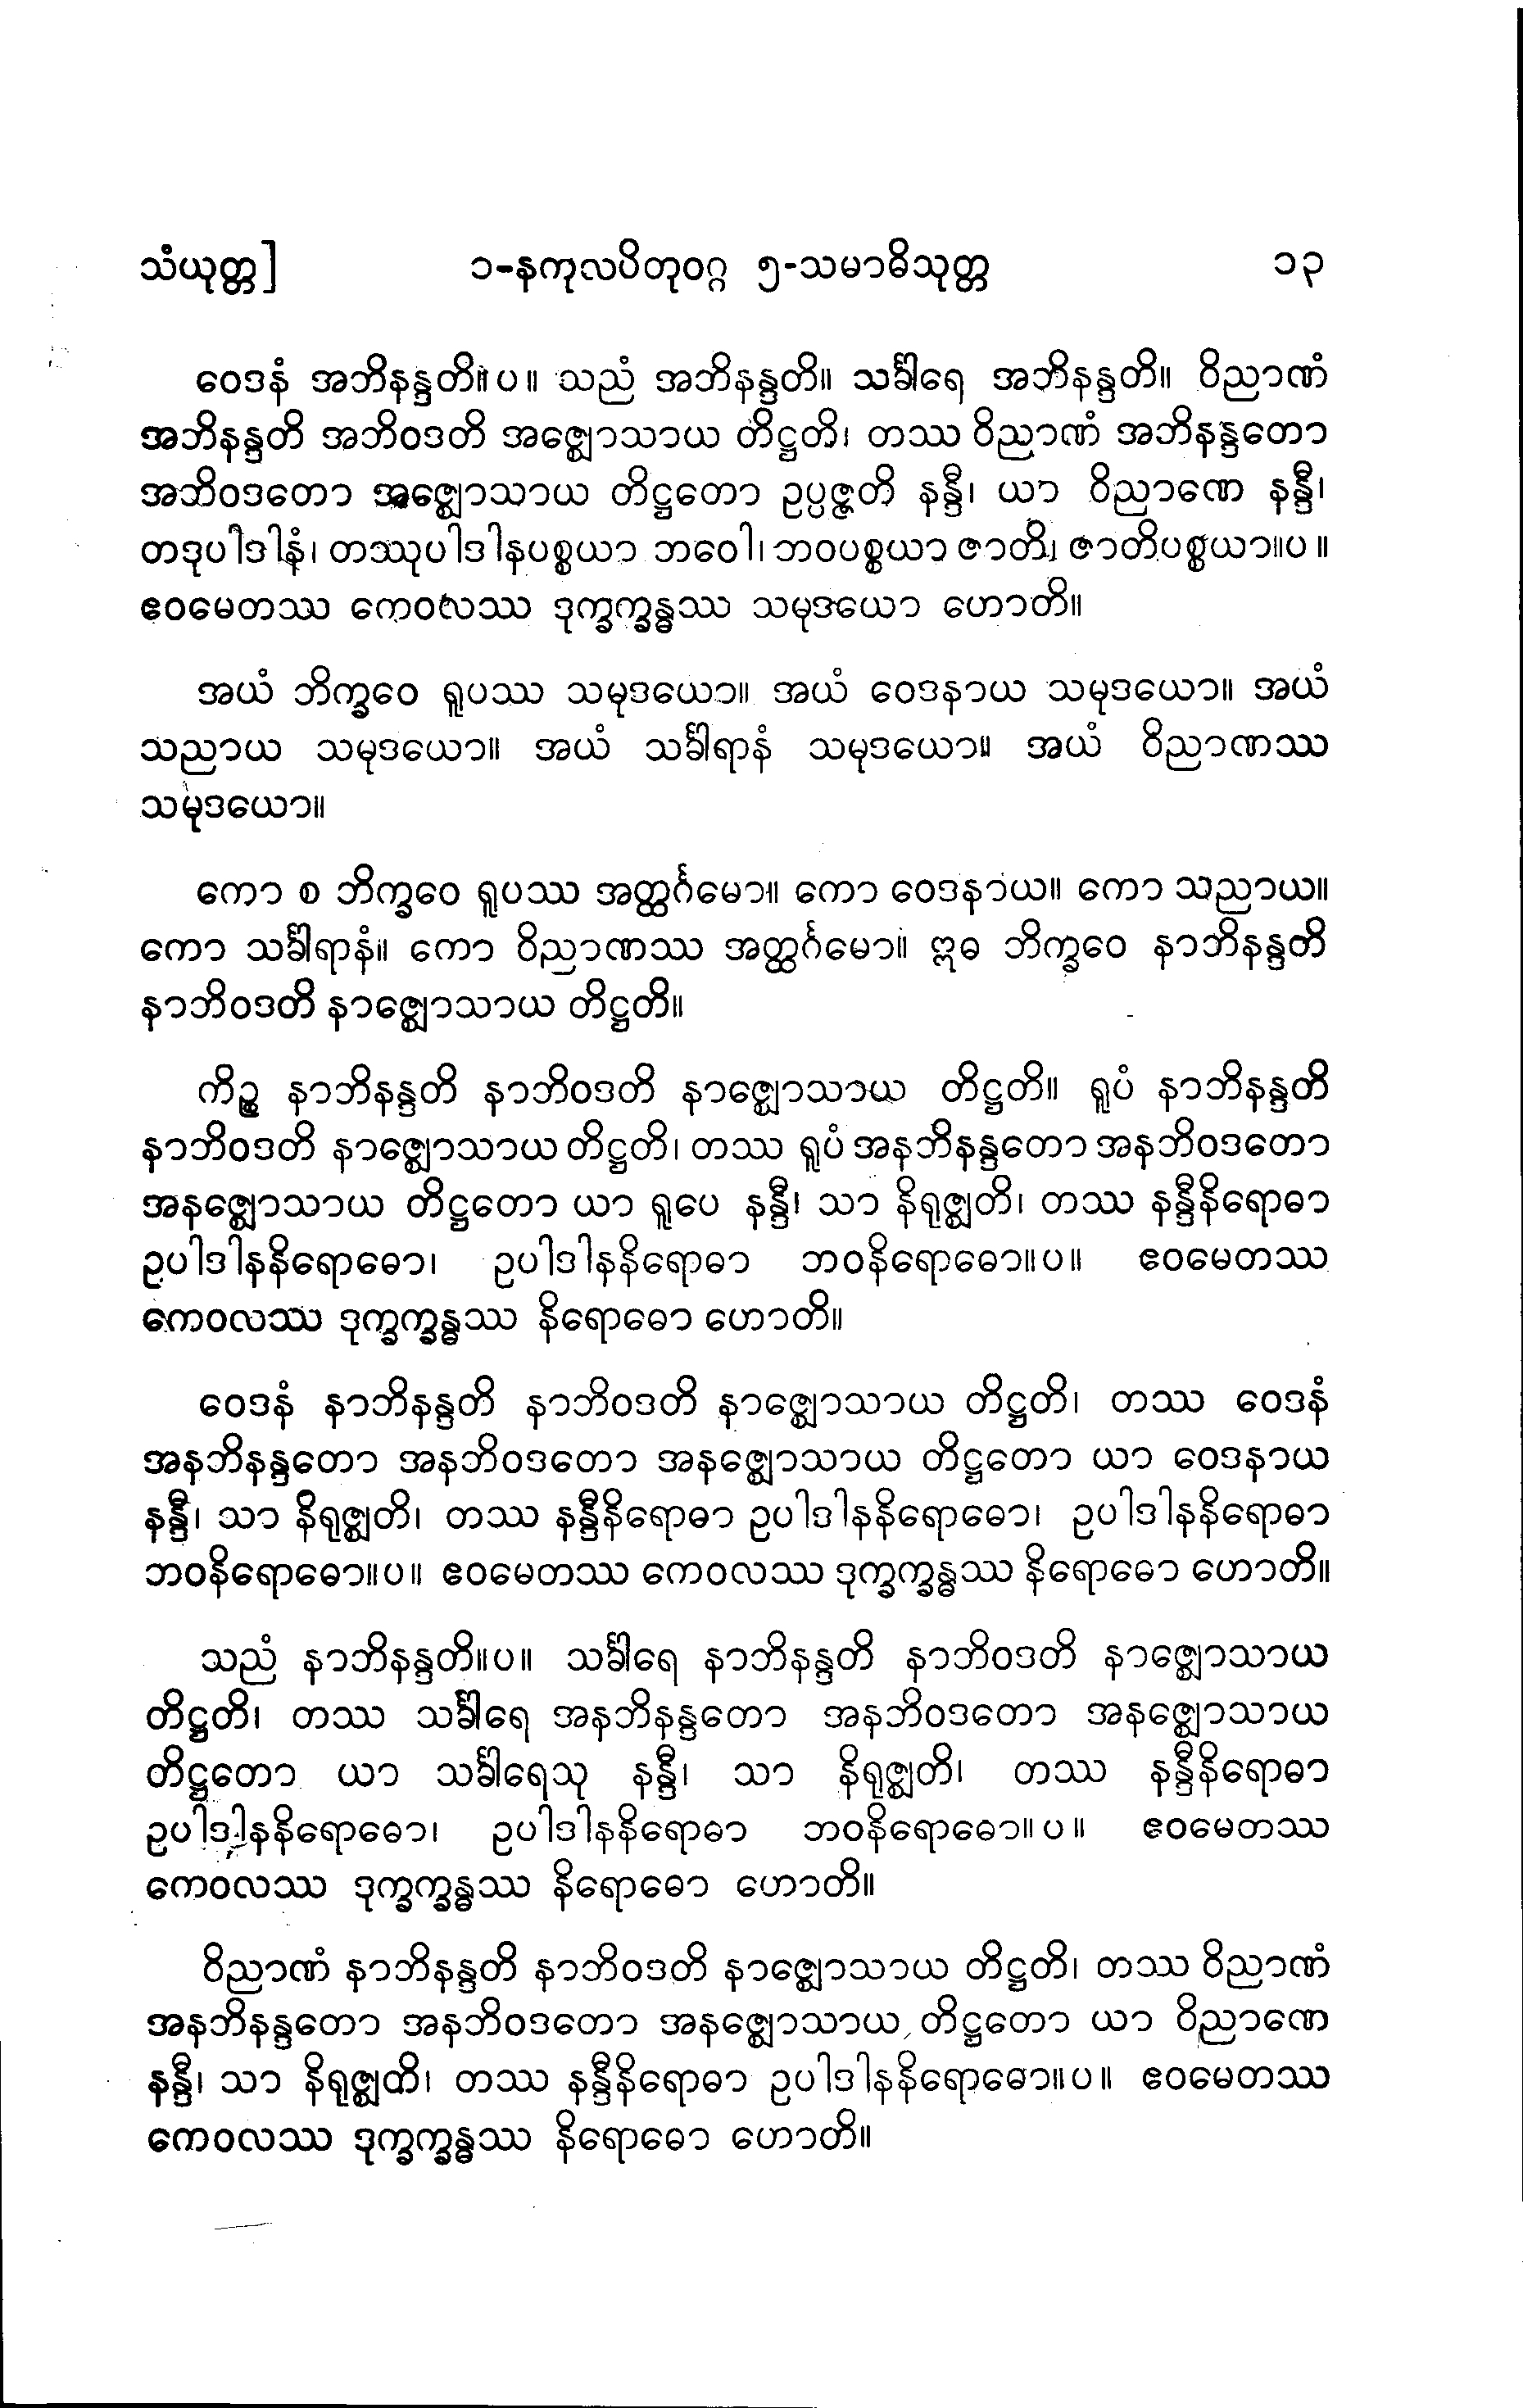 သံယုတ္တ] ၁-နကုလပိတုဝဂ္ဂ ၅-သမာဓိသုတ္တ ၁၃
ဝေဒနံ အဘိနန္ဒတိ။ပ။ သညံ အဘိနန္ဒတိ။ သင်္ခါရေ အဘိနန္ဒတိ။ ဝိညာဏံ
အဘိနန္ဒတိ အဘိဝဒတိ အဇ္ဈောသာယ တိဋ္ဌတိ၊ တဿ ဝိညာဏံ အဘိနန္ဒတော
အဘိဝဒတော အဇ္ဈောသာယ တိဋ္ဌတော ဥပ္ပဇ္ဇတိ နန္ဒီ၊ ယာ ဝိညာဏေ နန္ဒီ၊
တဒုပါဒါနံ၊ တဿုပါဒါနပစ္စယာ ဘဝေါ၊ ဘဝပစ္စယာ ဇာတိ၊ ဇာတိပစ္စယာ။ပ။
ဧဝမေတဿ ကေဝလဿ ဒုက္ခက္ခန္ဓဿ သမုဒယော ဟောတိ။
အယံ ဘိက္ခဝေ ရူပဿ သမုဒယော။ အယံ ဝေဒနာယ သမုဒယော။ အယံ
သညာယ သမုဒယော။ အယံ သင်္ခါရာနံ သမုဒယော။ အယံ ဝိညာဏဿ
သမုဒယော။
ကော စ ဘိက္ခဝေ ရူပဿ အတ္ထင်္ဂမော။ ကော ဝေဒနာယ။ ကော သညာယ။
ကော သင်္ခါရာနံ။ ကော ဝိညာဏဿ အတ္ထင်္ဂမော။ ဣဓ ဘိက္ခဝေ နာဘိနန္ဒတိ
နာဘိဝဒတိ နာဇ္ဈောသာယ တိဋ္ဌတိ။
ကိဉ္စ နာဘိနန္ဒတိ နာဘိဝဒတိ နာဇ္ဈောသာယ တိဋ္ဌတိ။ ရူပံ နာဘိနန္ဒတိ
နာဘိဝဒတိ နာဇ္ဈောသာယ တိဋ္ဌတိ၊ တဿ ရူပံ အနဘိနန္ဒတော အနဘိဝဒတော
အနဇ္ဈောသာယ တိဋ္ဌတော ယာ ရူပေ နန္ဒီ၊ သာ နိရုဇ္ဈတိ၊ တဿ နန္ဒီနိရောဓာ
ဥပါဒါနနိရောဓော၊ ဥပါဒါနနိရောဓာ ဘဝနိရောဓော။ပ။ ဧဝမေတဿ
ကေဝလဿ ဒုက္ခက္ခန္ဓဿ နိရောဓော ဟောတိ။
ဝေဒနံ နာဘိနန္ဒတိ နာဘိဝဒတိ နာဇ္ဈောသာယ တိဋ္ဌတိ၊ တဿ ဝေဒနံ
အနဘိနန္ဒတော အနဘိဝဒတော အနဇ္ဈောသာယ တိဋ္ဌတော ယာ ဝေဒနာယ
နန္ဒီ၊ သာ နိရုဇ္ဈတိ၊ တဿ နန္ဒီနိရောဓာ ဥပါဒါနနိရောဓော၊ ဥပါဒါနနိရောဓာ
ဘဝနိရောဓော။ပ။ ဧဝမေတဿ ကေဝလဿ ဒုက္ခက္ခန္ဓဿ နိရောဓော ဟောတိ။
သညံ နာဘိနန္ဒတိ။ပ။ သင်္ခါရေ နာဘိနန္ဒတိ နာဘိဝဒတိ နာဇ္ဈောသာယ
တိဋ္ဌတိ၊ တဿ သင်္ခါရေ အနဘိနန္ဒတော အနဘိဝဒတော အနဇ္ဈောသာယ
တိဋ္ဌတော ယာ သင်္ခါရေသု နန္ဒီ၊ သာ နိရုဇ္ဈတိ၊ တဿ နန္ဒီနိရောဓာ
ဥပါဒါနနိရောဓော၊ ဥပါဒါနနိရောဓာ ဘဝနိရောဓော။ပ။ ဧဝမေတဿ
ကေဝလဿ ဒုက္ခက္ခန္ဓဿ နိရောဓော ဟောတိ။
ဝိညာဏံ နာဘိနန္ဒတိ နာဘိဝဒတိ နာဇ္ဈောသာယ တိဋ္ဌတိ၊ တဿ ဝိညာဏံ
အနဘိနန္ဒတော အနဘိဝဒတော အနဇ္ဈောသာယ တိဋ္ဌတော ယာ ဝိညာဏေ
နန္ဒီ၊ သာ နိရုဇ္ဈတိ၊ တဿ နန္ဒီနိရောဓာ ဥပါဒါနနိရောဓော။ပ။ ဧဝမေတဿ
ကေဝလဿ ဒုက္ခက္ခန္ဓဿ နိရောဓော ဟောတိ။